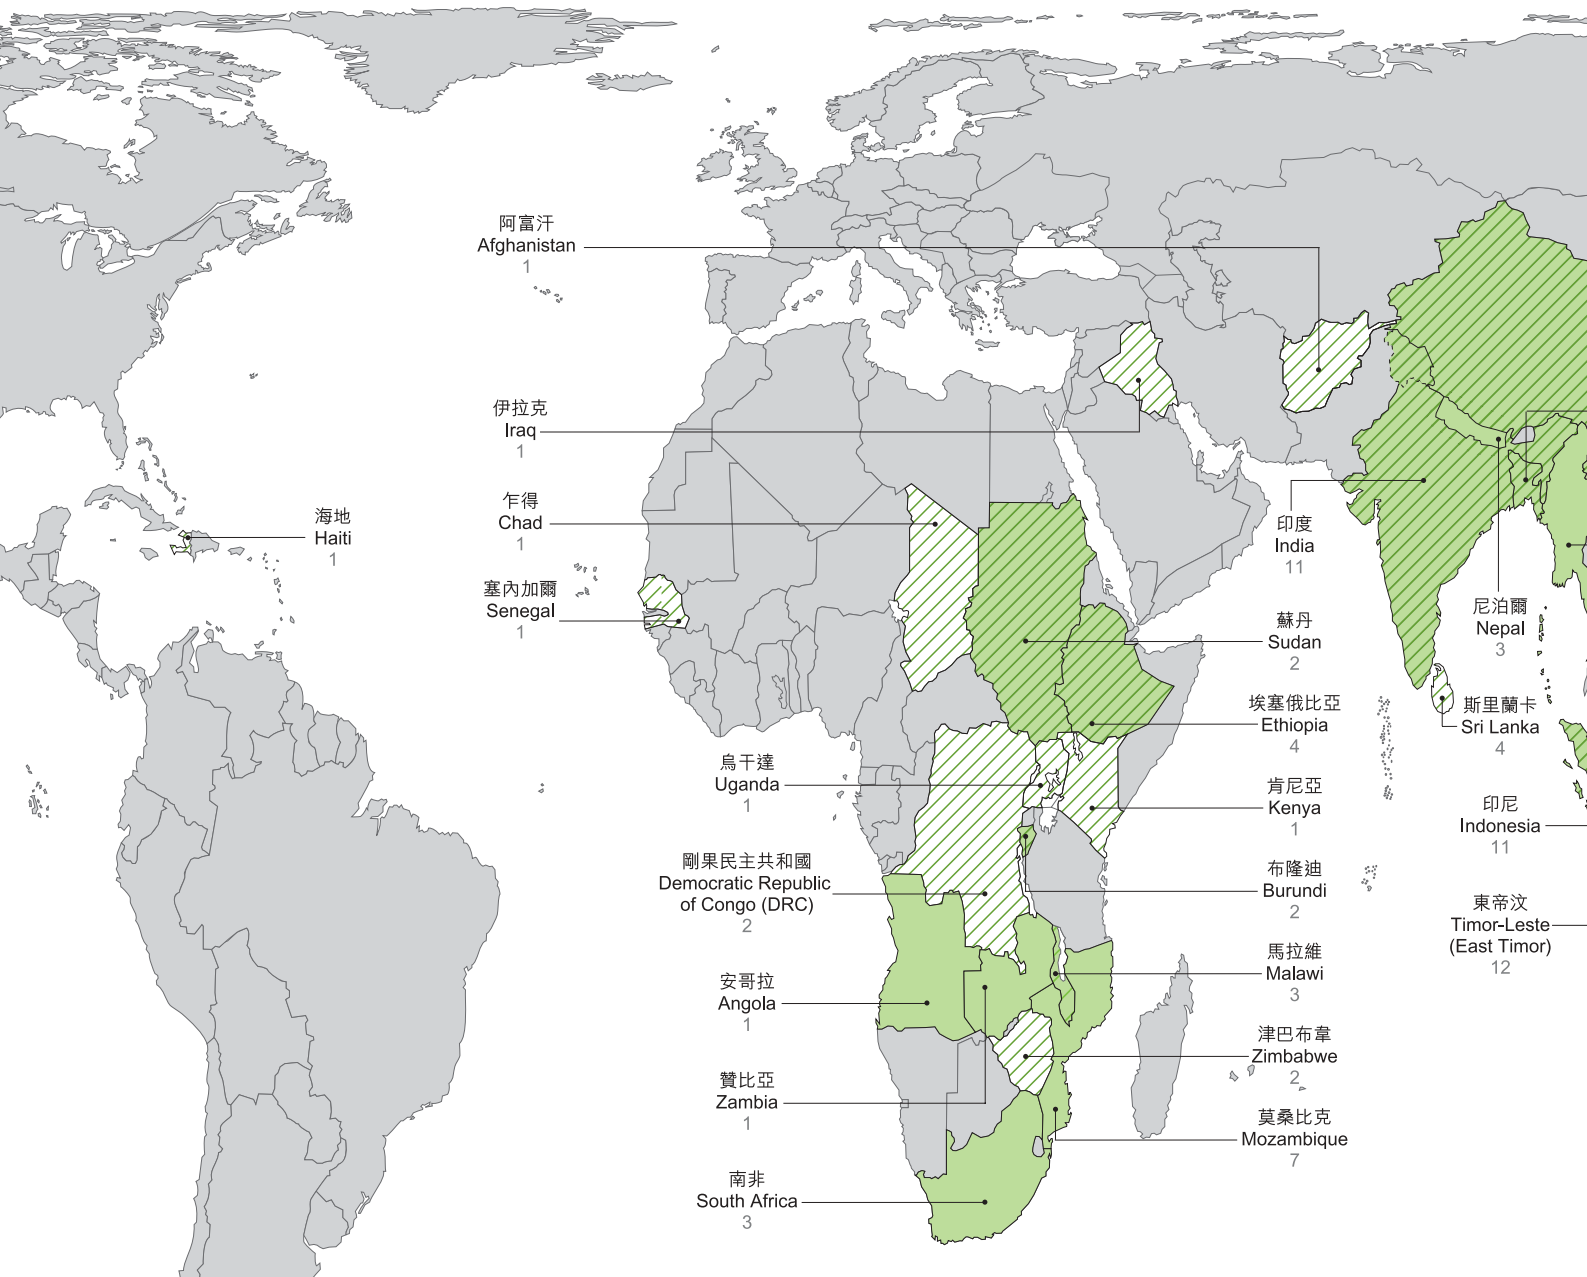 阿富汗
Afghanistan
1
伊拉克
Iraq
1
乍得
Chad
1
海地
Haiti
1
塞內加爾
Senegal
1
烏干達
Uganda
1
剛果民主共和國
Democratic Republic
of Congo (DRC)
2
安哥拉
Angola
1
贊比亞
Zambia
1
南非
South Africa
3
印度
India
11
蘇丹
Sudan
2
埃塞俄比亞
Ethiopia
4
肯尼亞
Kenya
1
布隆迪
Burundi
2
馬拉維
Malawi
3
津巴布韋
Zimbabwe
2
莫桑比克
Mozambique
7
尼泊爾
Nepal
3
斯里蘭卡
Sri Lanka
4
印尼
Indonesia
11
東帝汶
Timor-Leste
(East Timor)
12